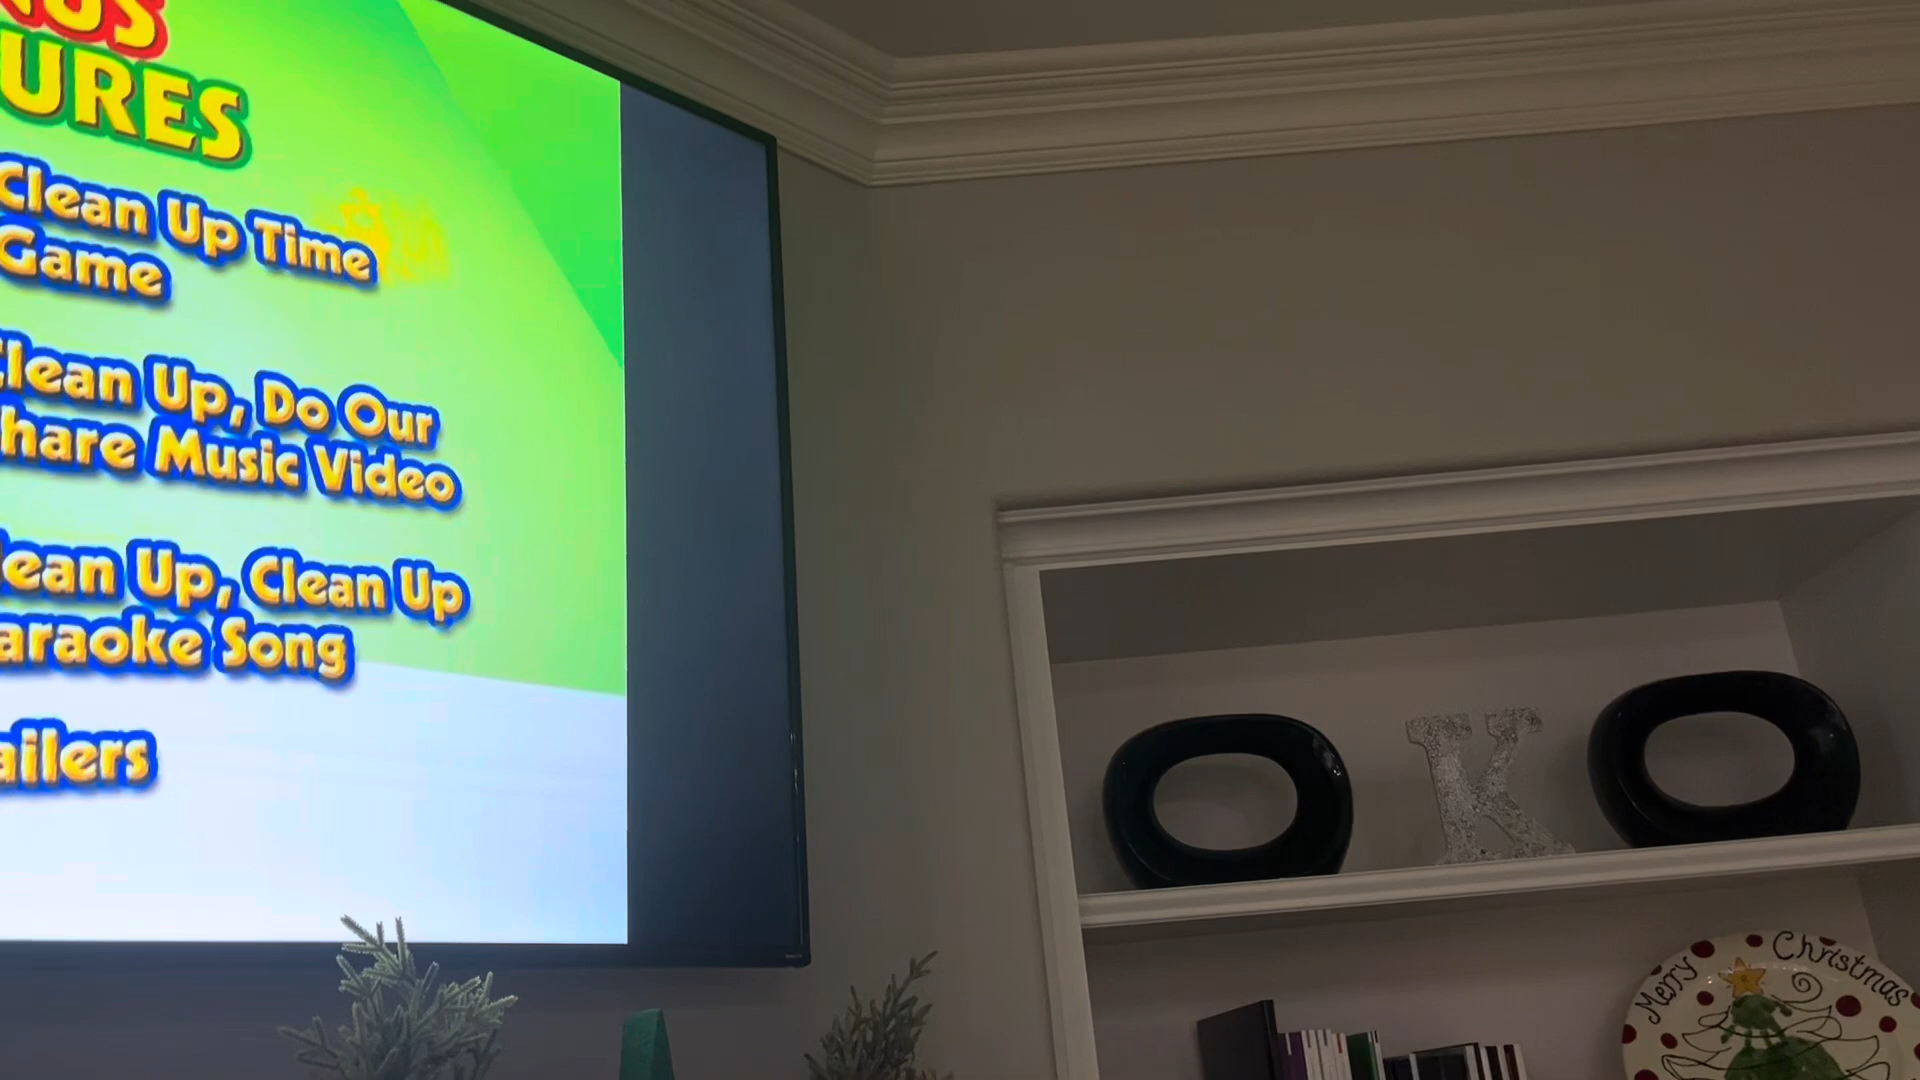 NUS
URES
Clean Up Time
Game
Clean Up, Do Our
hare Music Video
lean Up, Clean Up
araoke Song
ailers
K
Merry Christmas